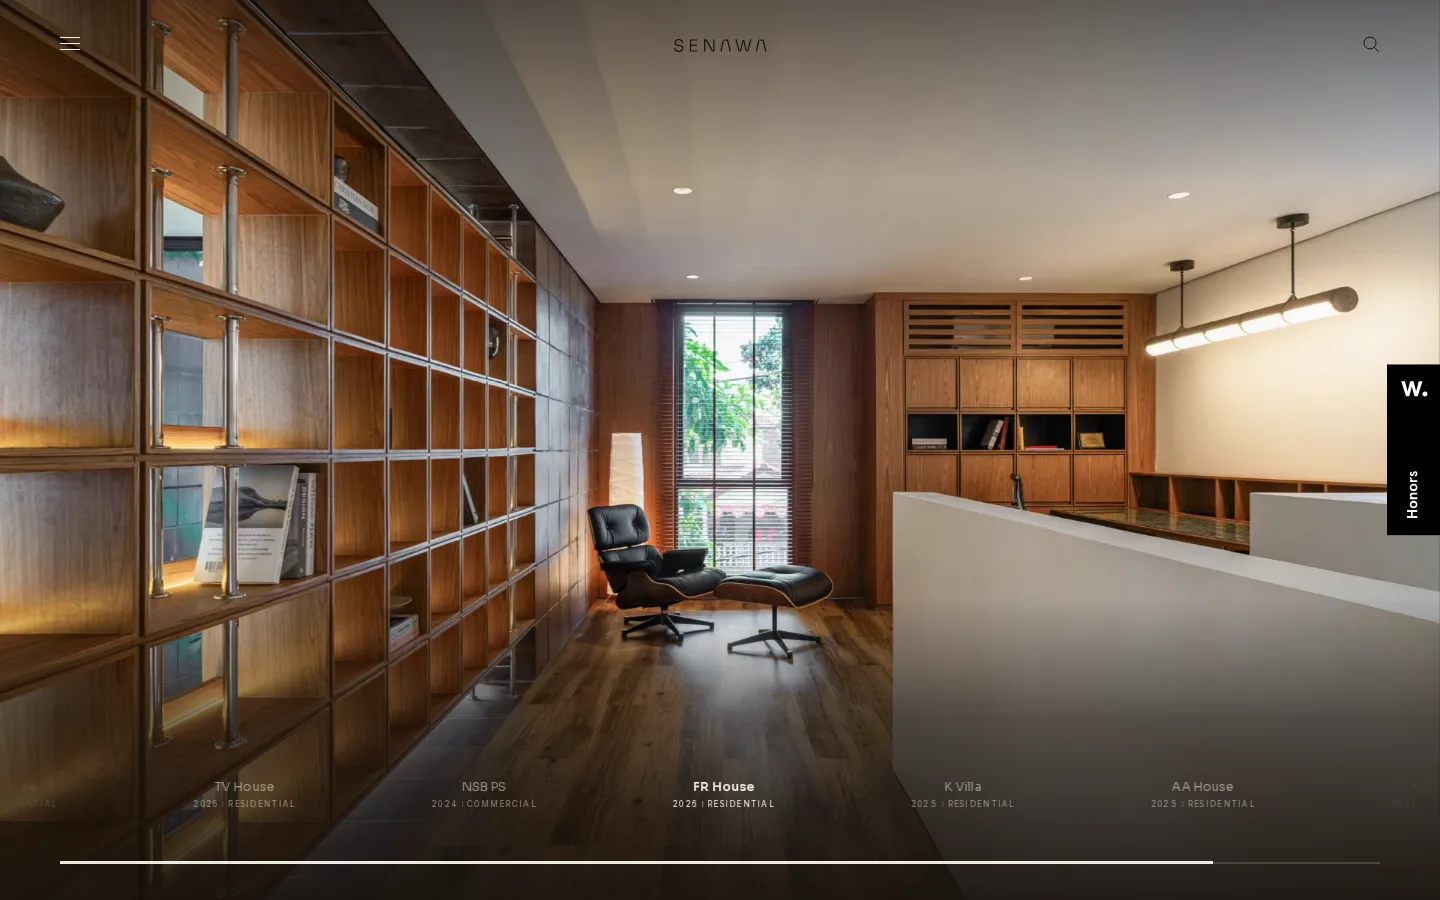 SENAWA
W.
Honors
TV House
2026 | RESIDENTIAL
NSB PS
2024 | COMMERCIAL
FR House
2026 | RESIDENTIAL
K Villa
2025 | RESIDENTIAL
AA House
2025 | RESIDENTIAL